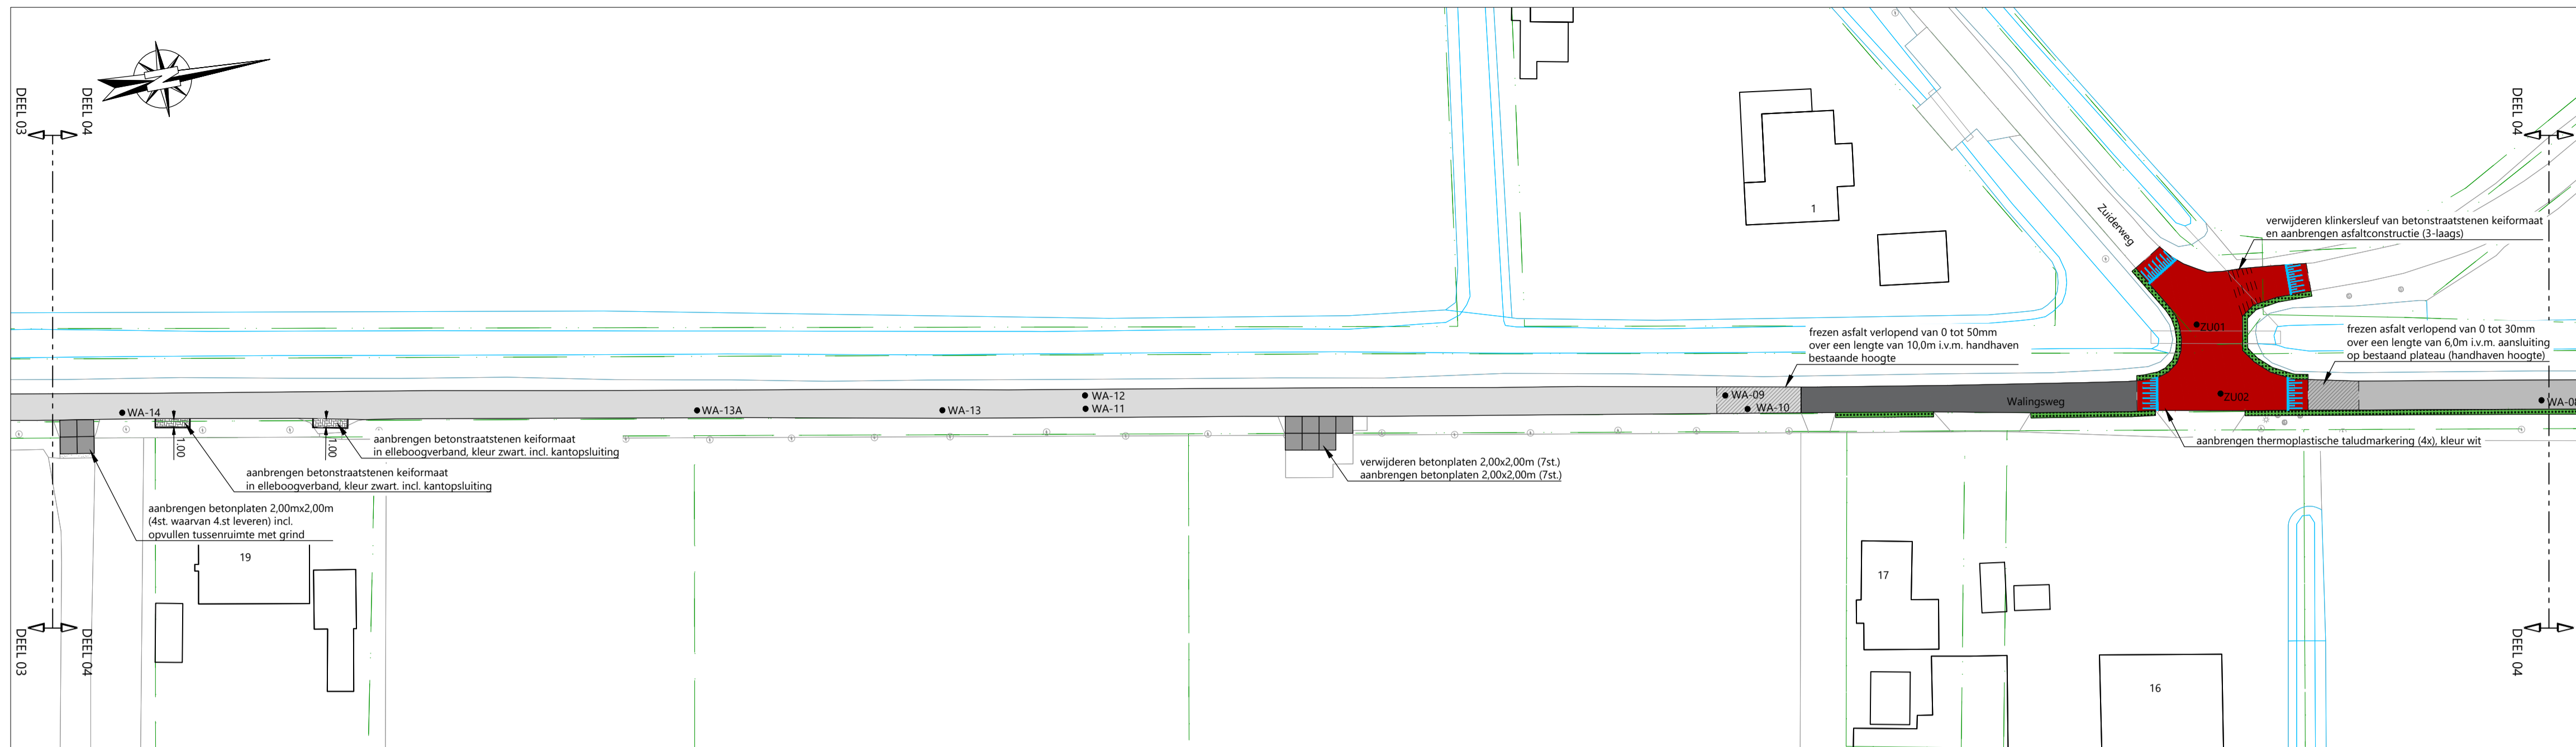 DEEL 03
DEEL 04
DEEL 04
1
Zuiderweg
verwijderen klinkersleuf van betonstraatstenen keiformaat
en aanbrengen asfaltconstructie (3-laags)
frezen asfalt verlopend van 0 tot 50mm
over een lengte van 10,0m i.v.m. handhaven
bestaande hoogte
ZU01
frezen asfalt verlopend van 0 tot 30mm
over een lengte van 6,0m i.v.m. aansluiting
op bestaand plateau (handhaven hoogte)
WA-14
WA-13A
WA-13
WA-12
WA-11
WA-09
WA-10
Walingsweg
ZU02
WA-08
1.00
1.00
aanbrengen betonstraatstenen keiformaat
in elleboogverband, kleur zwart. incl. kantopsluiting
aanbrengen thermoplastische taludmarkering (4x), kleur wit
aanbrengen betonstraatstenen keiformaat
in elleboogverband, kleur zwart. incl. kantopsluiting
verwijderen betonplaten 2,00x2,00m (7st.)
aanbrengen betonplaten 2,00x2,00m (7st.)
aanbrengen betonplaten 2,00mx2,00m
(4st. waarvan 4.st leveren) incl.
opvullen tussenruimte met grind
19
17
16
DEEL 03
DEEL 04
DEEL 04